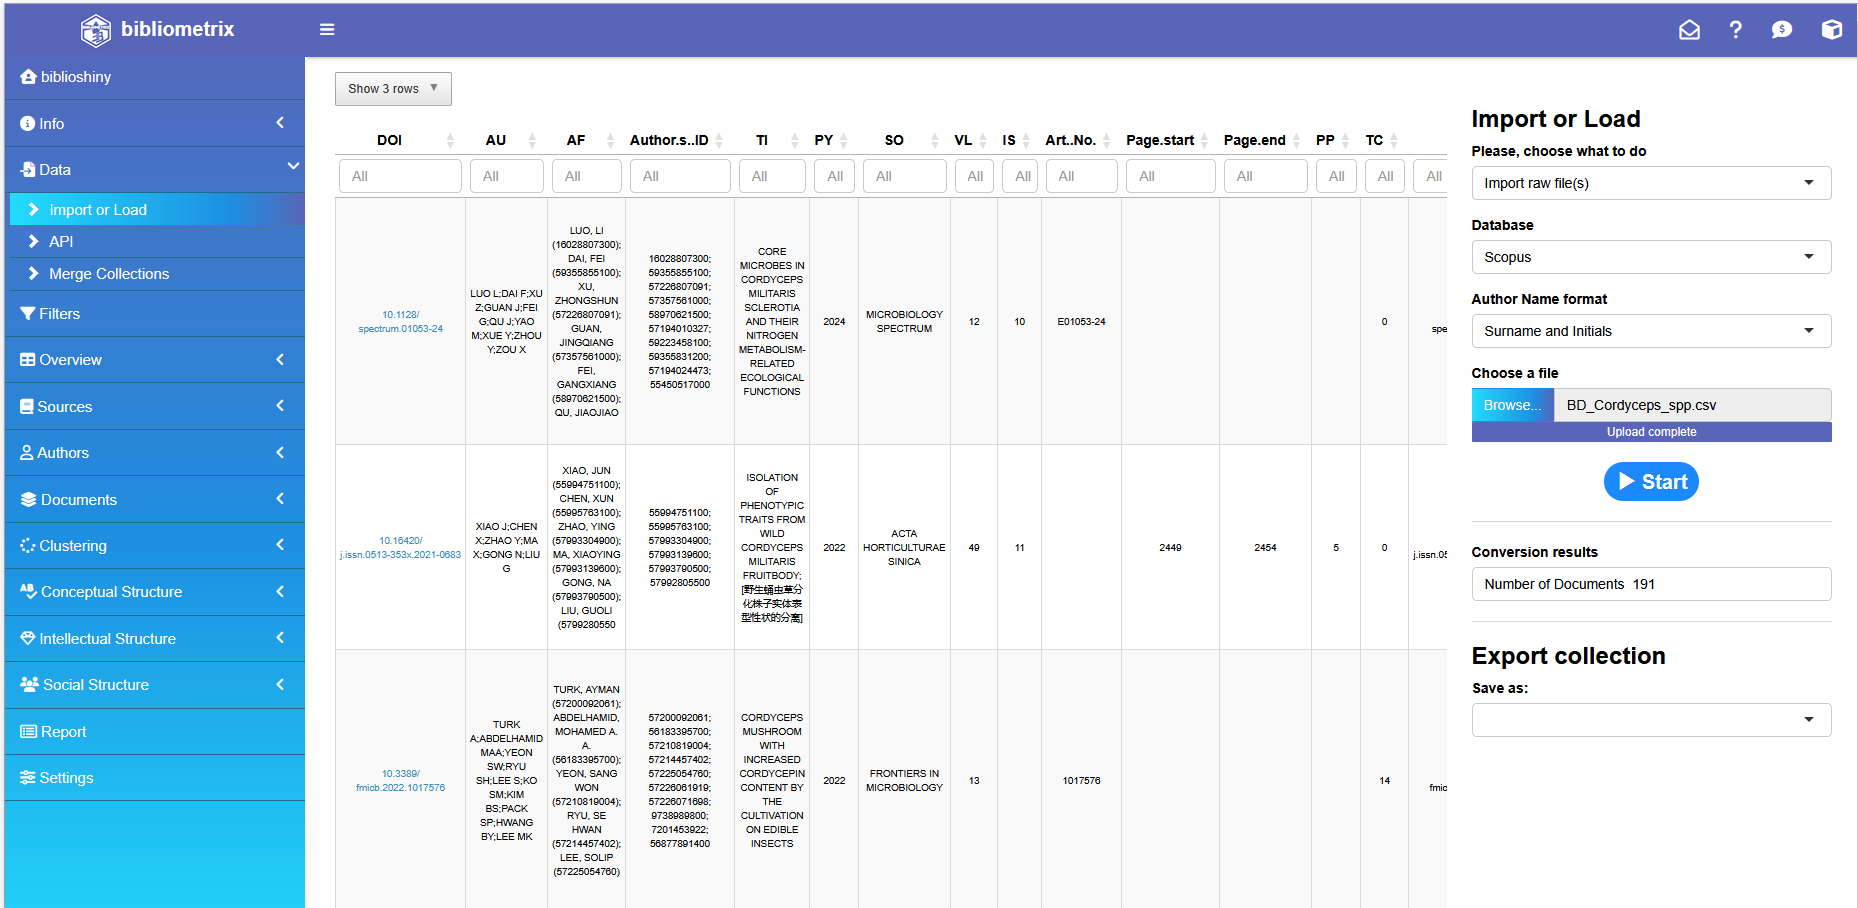 bibliometrix
biblioshiny
Info
Data
Import or Load
API
Merge Collections
Filters
Overview
Sources
Authors
Documents
Clustering
Conceptual Structure
Intellectual Structure
Social Structure
Report
Settings
Show 3 rows
DOI AU AF Author.s..ID TI PY SO VL IS Art..No. Page.start Page.end PP TC
All All All All All All All All All All All All All All All
10.1128/
spectrum.01053-24
LUO L;DAI F;XU
Z;GUAN J;FEI
G;QU J;YAO
M;XUE Y;ZHOU
Y;ZOU X
LUO, LI
(16028807300);
DAI, FEI
(59355855100);
XU,
ZHONGSHUN
(57226807091);
GUAN,
JINGQIANG
(57357561000);
FEI,
GANGXIANG
(58970621500);
QU, JIAOJIAO
16028807300;
59355855100;
57226807091;
57357561000;
58970621500;
57194010327;
59223458100;
59355831200;
57194024473;
55450517000
CORE
MICROBES IN
CORDYCEPS
MILITARIS
SCLEROTIA
AND THEIR
NITROGEN
METABOLISM-
RELATED
ECOLOGICAL
FUNCTIONS
2024
MICROBIOLOGY
SPECTRUM
12
10
E01053-24
0
spe
10.16420/
j.issn.0513-353x.2021-0683
XIAO J;CHEN
X;ZHAO Y;MA
X;GONG N;LIU
G
XIAO, JUN
(55994751100);
CHEN, XUN
(55995763100);
ZHAO, YING
(57993304900);
MA, XIAOYING
(57993139600);
GONG, NA
(57993790500);
LIU, GUOLI
(5799280550
55994751100;
55995763100;
57993304900;
57993139600;
57993790500;
57992805500
ISOLATION
OF
PHENOTYPIC
TRAITS FROM
WILD
CORDYCEPS
MILITARIS
FRUITBODY;
[野生蛹虫草分
化株子实体表
型性状的分离]
2022
ACTA
HORTICULTURAE
SINICA
49
11
2449
2454
5
0
j.issn.05
10.3389/
fmicb.2022.1017576
TURK
A;ABDELHAMID
MAA;YEON
SW;RYU
SH;LEE S;KO
SM;KIM
BS;PACK
SP;HWANG
BY;LEE MK
TURK, AYMAN
(57200092061);
ABDELHAMID,
MOHAMED A.
A.
(56183395700);
YEON, SANG
WON
(57210819004);
RYU, SE
HWAN
(57214457402);
LEE, SOLIP
(57225054760)
57200092061;
56183395700;
57210819004;
57214457402;
57225054760;
57226061919;
57226071698;
9738989800;
7201453922;
56877891400
CORDYCEPS
MUSHROOM
WITH
INCREASED
CORDYCEPIN
CONTENT BY
THE
CULTIVATION
ON EDIBLE
INSECTS
2022
FRONTIERS IN
MICROBIOLOGY
13
1017576
14
fmic
Import or Load
Please, choose what to do
Import raw file(s)
Database
Scopus
Author Name format
Surname and Initials
Choose a file
Browse... BD_Cordyceps_spp.csv
Upload complete
Start
Conversion results
Number of Documents 191
Export collection
Save as: